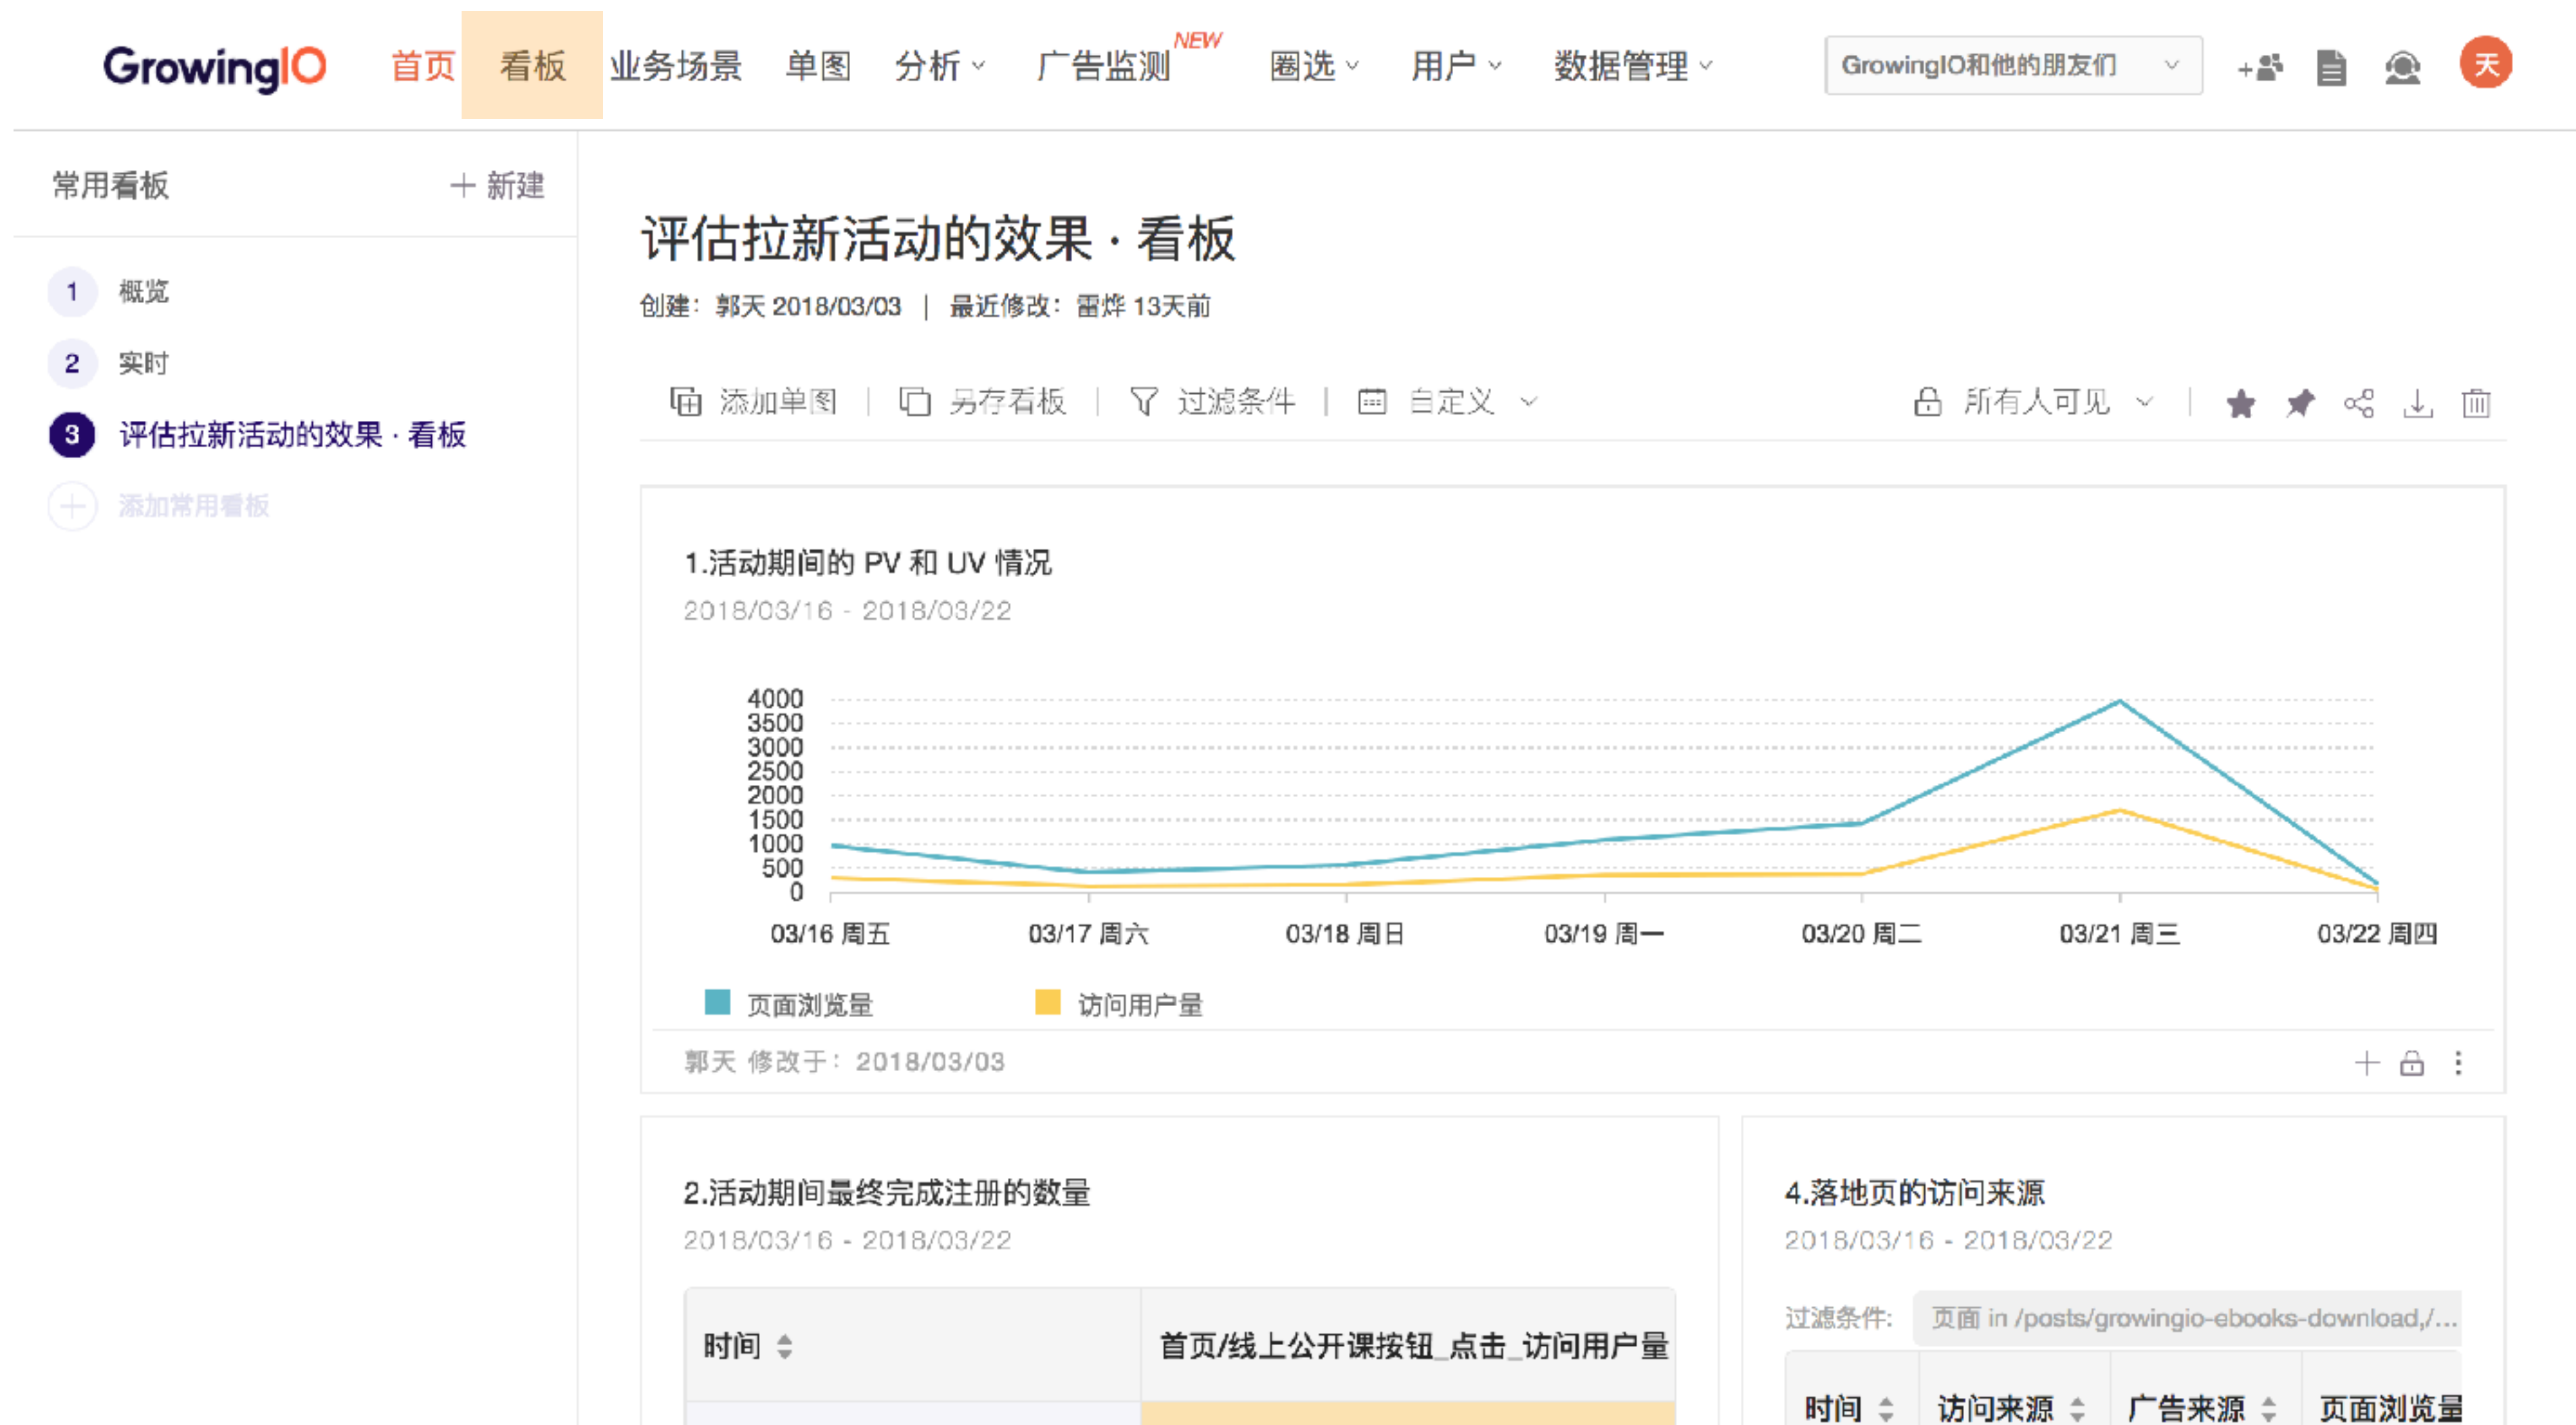 GrowingIO 首页 看板 业务场景 单图 分析 广告监测 NEW 圈选 用户 数据管理 GrowingIO和他的朋友们 天
常用看板 + 新建
1 概览
2 实时
3 评估拉新活动的效果 · 看板
添加常用看板
评估拉新活动的效果 · 看板
创建：郭天 2018/03/03 | 最近修改：雷烨 13天前
添加单图 | 另存看板 | 过滤条件 | 自定义 所有人可见
1.活动期间的 PV 和 UV 情况
2018/03/16 - 2018/03/22
4000
3500
3000
2500
2000
1500
1000
500
0
03/16 周五 03/17 周六 03/18 周日 03/19 周一 03/20 周二 03/21 周三 03/22 周四
页面浏览量 访问用户量
郭天 修改于：2018/03/03
2.活动期间最终完成注册的数量
2018/03/16 - 2018/03/22
时间 首页/线上公开课按钮_点击_访问用户量
4.落地页的访问来源
2018/03/16 - 2018/03/22
过滤条件: 页面 in /posts/growingio-ebooks-download,/...
时间 访问来源 广告来源 页面浏览量